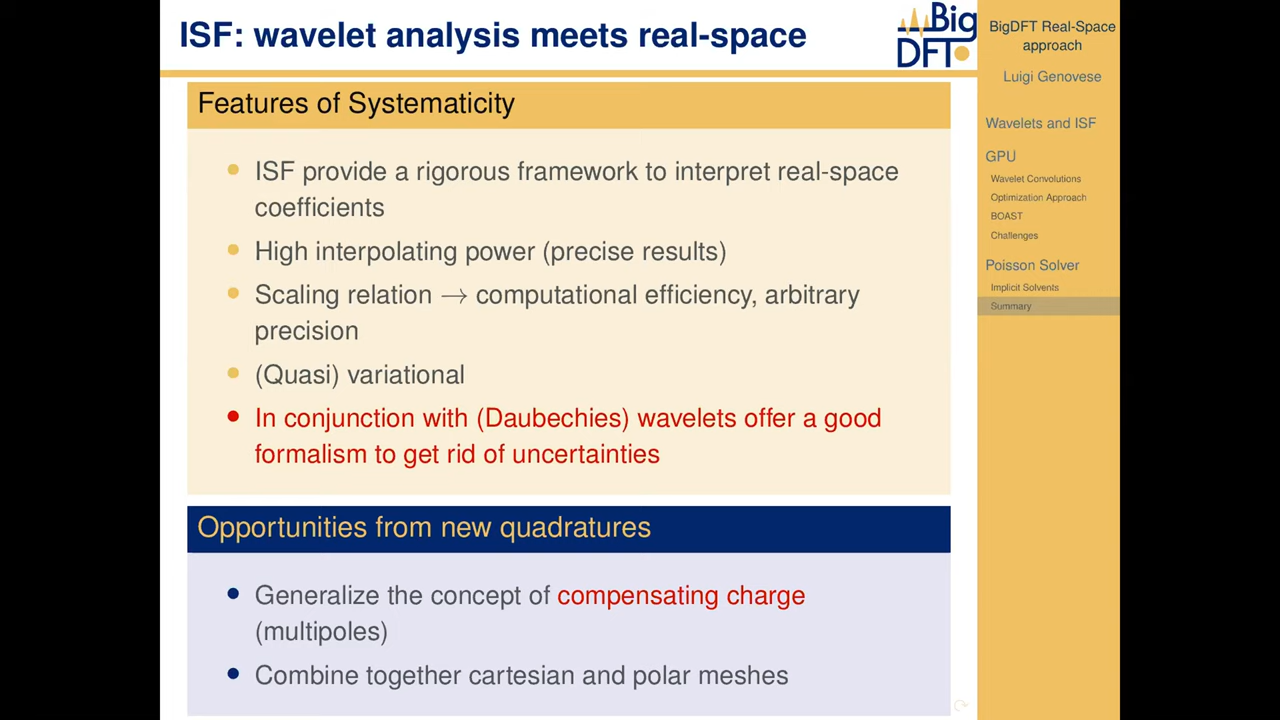 ISF: wavelet analysis meets real-space
Big
DFT
Features of Systematicity
ISF provide a rigorous framework to interpret real-space
coefficients
High interpolating power (precise results)
Scaling relation → computational efficiency, arbitrary
precision
(Quasi) variational
In conjunction with (Daubechies) wavelets offer a good
formalism to get rid of uncertainties
Opportunities from new quadratures
Generalize the concept of compensating charge
(multipoles)
Combine together cartesian and polar meshes
BigDFT Real-Space
approach
Luigi Genovese
Wavelets and ISF
GPU
Wavelet Convolutions
Optimization Approach
BOAST
Challenges
Poisson Solver
Implicit Solvents
Summary